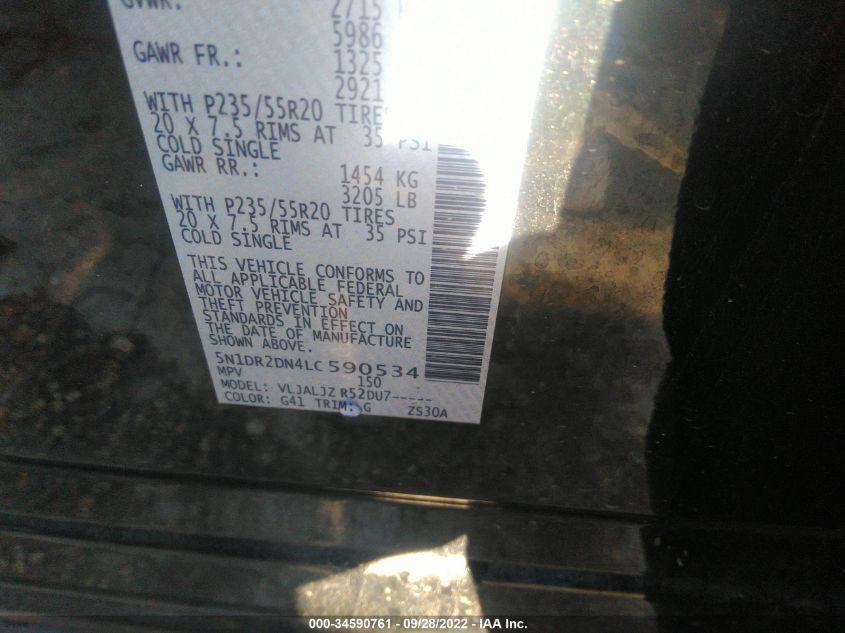 GVWR: 2715
5986
GAWR FR.: 1325
2921
WITH P235/55R20 TIRES
20 X 7.5 RIMS AT 35 PSI
COLD SINGLE
GAWR RR.: 1454 KG
3205 LB
WITH P235/55R20 TIRES
20 X 7.5 RIMS AT 35 PSI
COLD SINGLE
THIS VEHICLE CONFORMS TO
ALL APPLICABLE FEDERAL
MOTOR VEHICLE SAFETY AND
THEFT PREVENTION
STANDARDS IN EFFECT ON
THE DATE OF MANUFACTURE
SHOWN ABOVE.
5N1DR2DN4LC590534
MPV 150
MODEL: VLJALJZ R52DU7-----
COLOR: G41 TRIM: G ZS30A
000-34590761 - 09/28/2022 - IAA Inc.